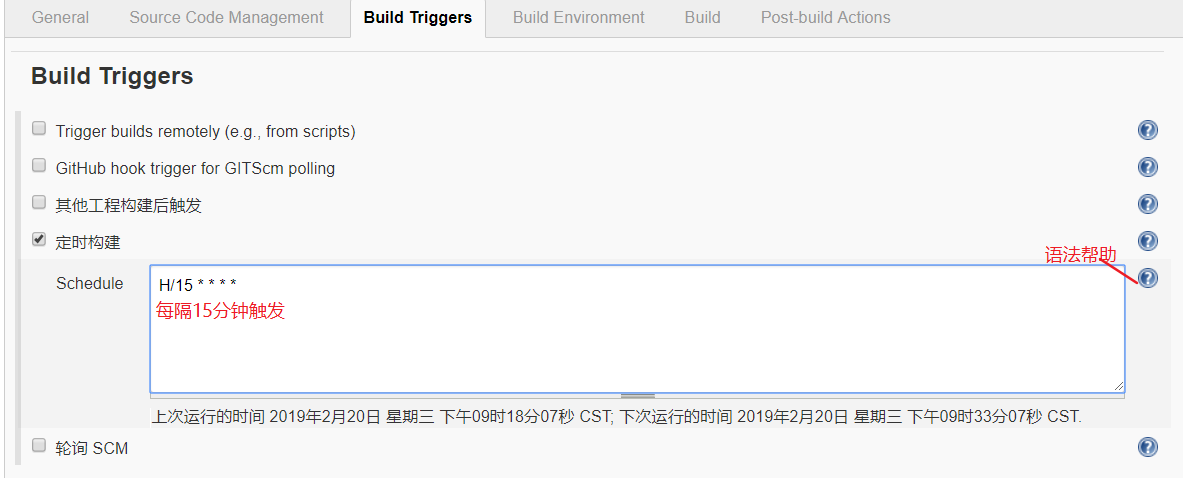 General Source Code Management Build Triggers Build Environment Build Post-build Actions
Build Triggers
Trigger builds remotely (e.g., from scripts)
GitHub hook trigger for GITScm polling
其他工程构建后触发
定时构建
语法帮助
Schedule H/15 * * * *
每隔15分钟触发
上次运行的时间 2019年2月20日 星期三 下午09时18分07秒 CST; 下次运行的时间 2019年2月20日 星期三 下午09时33分07秒 CST.
轮询 SCM